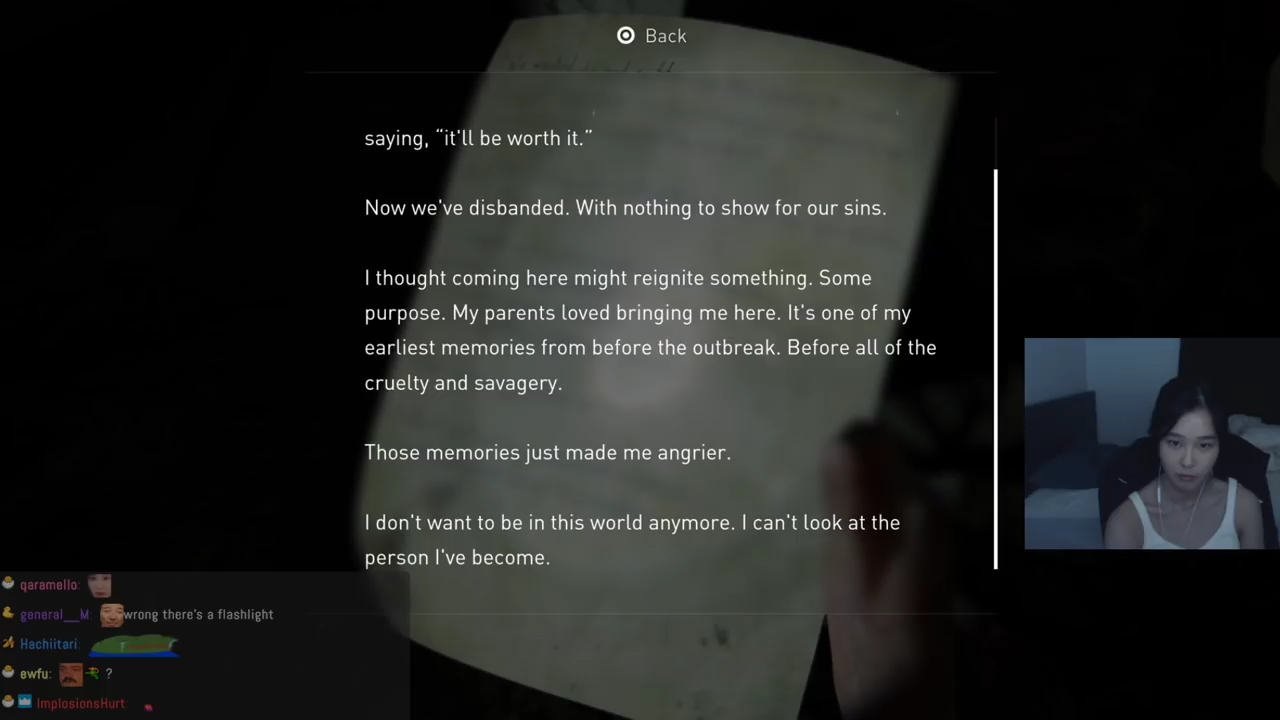 Back
saying, “it'll be worth it.”
Now we've disbanded. With nothing to show for our sins.
I thought coming here might reignite something. Some
purpose. My parents loved bringing me here. It's one of my
earliest memories from before the outbreak. Before all of the
cruelty and savagery.
Those memories just made me angrier.
I don't want to be in this world anymore. I can't look at the
person I've become.
qaramello:
general__M: wrong there's a flashlight
Hachiitari:
ewfu: ?
ImplosionsHurt: